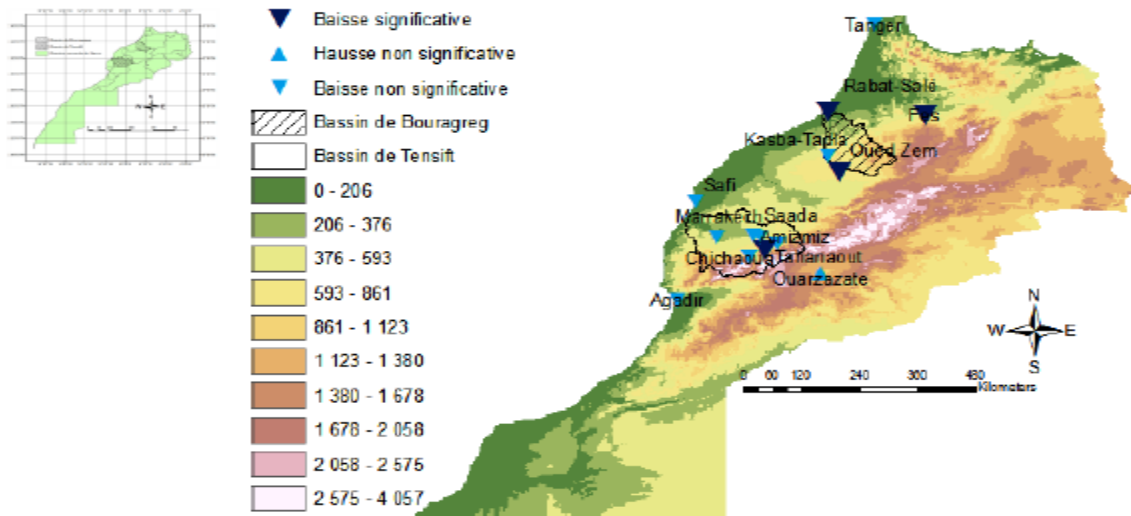 Baisse significative
Hausse non significative
Baisse non significative
Bassin de Bouragreg
Bassin de Tensift
0 - 206
206 - 376
376 - 593
593 - 861
861 - 1 123
1 123 - 1 380
1 380 - 1 678
1 678 - 2 058
2 058 - 2 575
2 575 - 4 057
Tanger
Rabat-Salé
Fès
Kasba-Tadla
Oued Zem
Safi
Marrakech Saada
Amizmiz
Chichaoua Tahanaout
Ouarzazate
Agadir
N
W E
S
0 60 120 240 360 480
Kilometers